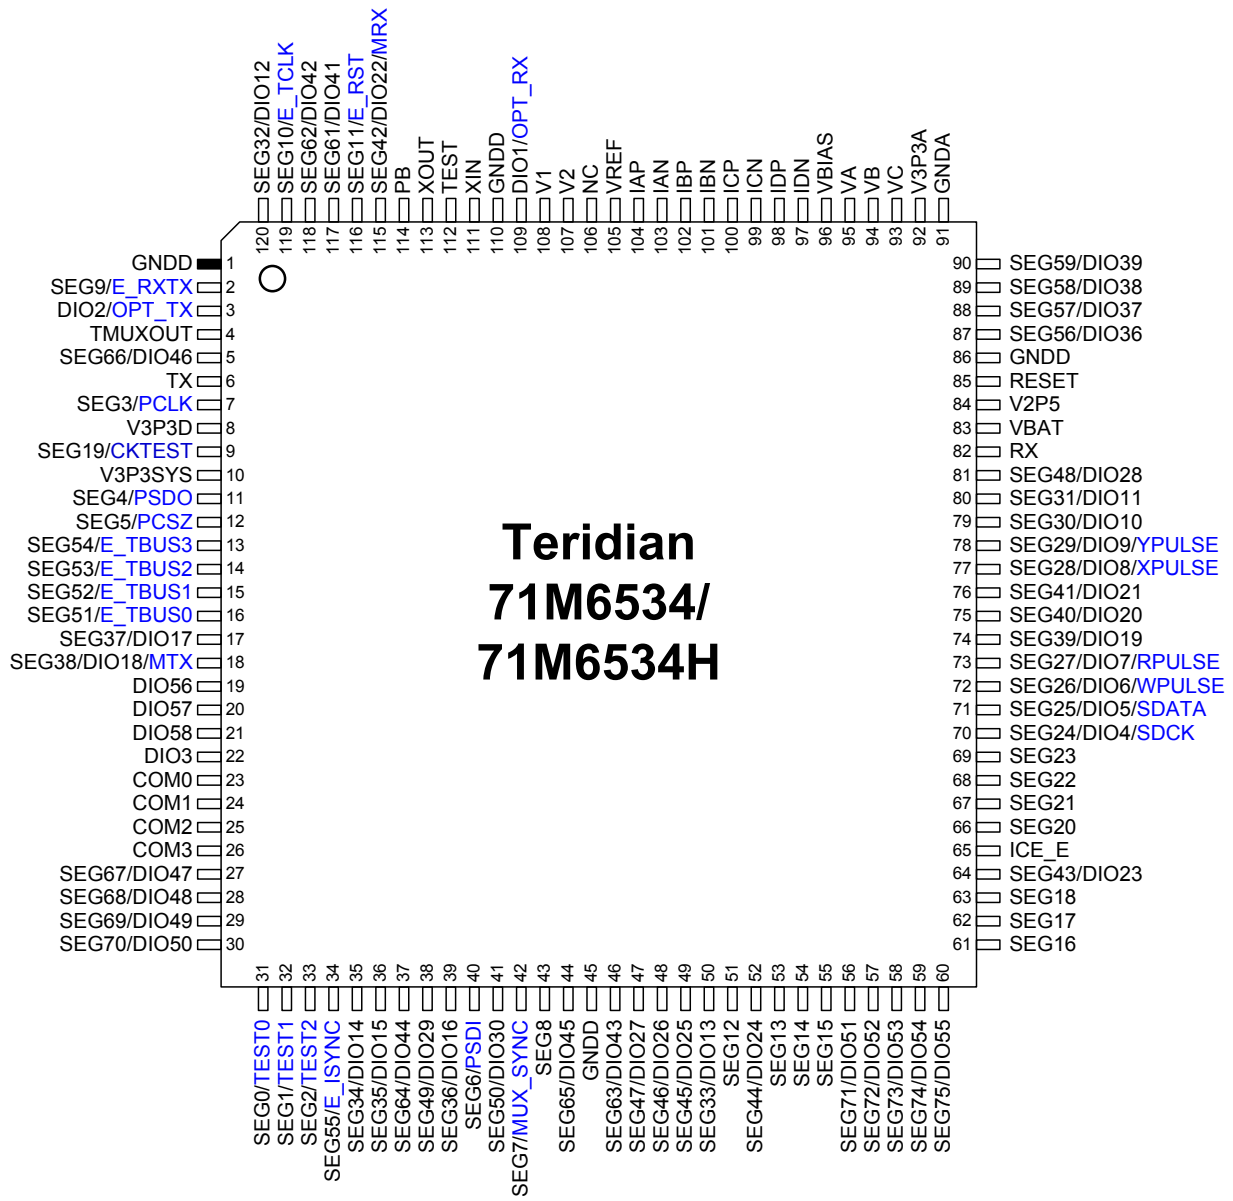 SEG32/DIO12
SEG10/E_TCLK
SEG62/DIO42
SEG61/DIO41
SEG11/E_RST
SEG42/DIO22/MRX
PB
XOUT
TEST
XIN
GNDD
DIO1/OPT_RX
V1
V2
NC
VREF
IAP
IAN
IBP
IBN
ICP
ICN
IDP
IDN
VBIAS
VA
VB
VC
V3P3A
GNDA
120
119
118
117
116
115
114
113
112
111
110
109
108
107
106
105
104
103
102
101
100
99
98
97
96
95
94
93
92
91
GNDD 1
SEG9/E_RXTX 2
DIO2/OPT_TX 3
TMUXOUT 4
SEG66/DIO46 5
TX 6
SEG3/PCLK 7
V3P3D 8
SEG19/CKTEST 9
V3P3SYS 10
SEG4/PSDO 11
SEG5/PCSZ 12
SEG54/E_TBUS3 13
SEG53/E_TBUS2 14
SEG52/E_TBUS1 15
SEG51/E_TBUS0 16
SEG37/DIO17 17
SEG38/DIO18/MTX 18
DIO56 19
DIO57 20
DIO58 21
DIO3 22
COM0 23
COM1 24
COM2 25
COM3 26
SEG67/DIO47 27
SEG68/DIO48 28
SEG69/DIO49 29
SEG70/DIO50 30
Teridian
71M6534/
71M6534H
90 SEG59/DIO39
89 SEG58/DIO38
88 SEG57/DIO37
87 SEG56/DIO36
86 GNDD
85 RESET
84 V2P5
83 VBAT
82 RX
81 SEG48/DIO28
80 SEG31/DIO11
79 SEG30/DIO10
78 SEG29/DIO9/YPULSE
77 SEG28/DIO8/XPULSE
76 SEG41/DIO21
75 SEG40/DIO20
74 SEG39/DIO19
73 SEG27/DIO7/RPULSE
72 SEG26/DIO6/WPULSE
71 SEG25/DIO5/SDATA
70 SEG24/DIO4/SDCK
69 SEG23
68 SEG22
67 SEG21
66 SEG20
65 ICE_E
64 SEG43/DIO23
63 SEG18
62 SEG17
61 SEG16
31
32
33
34
35
36
37
38
39
40
41
42
43
44
45
46
47
48
49
50
51
52
53
54
55
56
57
58
59
60
SEG0/TEST0
SEG1/TEST1
SEG2/TEST2
SEG55/E_ISYNC
SEG34/DIO14
SEG35/DIO15
SEG64/DIO44
SEG49/DIO29
SEG36/DIO16
SEG6/PSDI
SEG50/DIO30
SEG7/MUX_SYNC
SEG8
SEG65/DIO45
GNDD
SEG63/DIO43
SEG47/DIO27
SEG46/DIO26
SEG45/DIO25
SEG33/DIO13
SEG12
SEG44/DIO24
SEG13
SEG14
SEG15
SEG71/DIO51
SEG72/DIO52
SEG73/DIO53
SEG74/DIO54
SEG75/DIO55